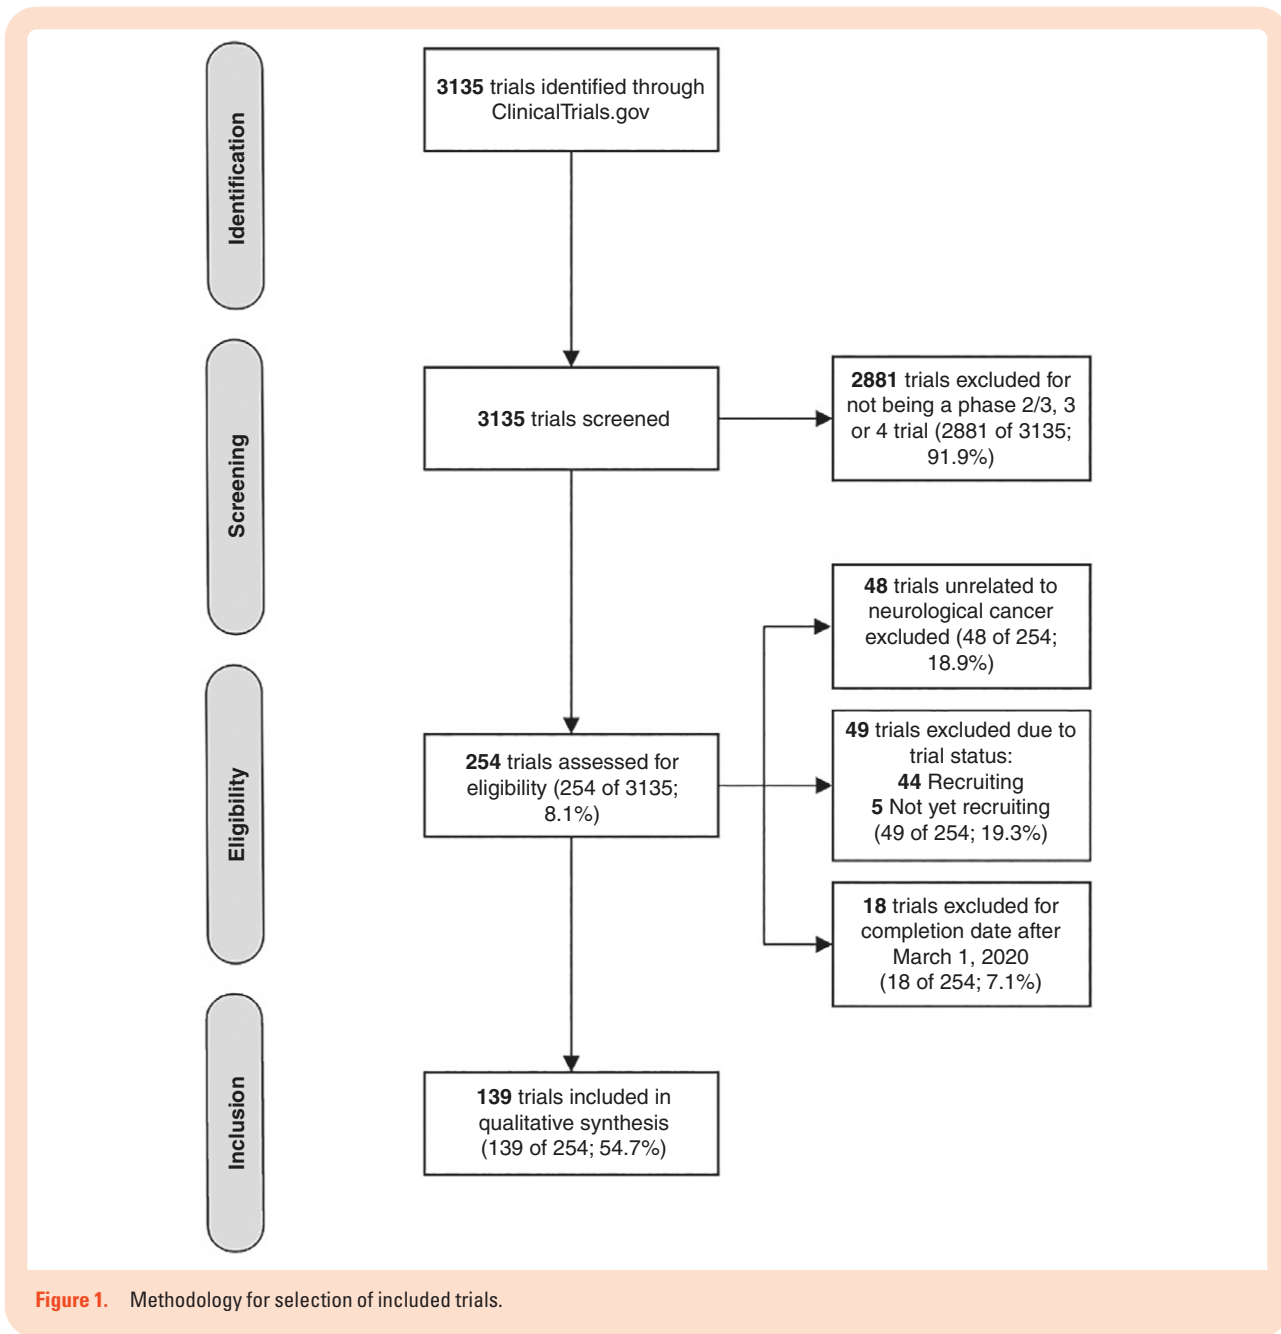 Identification
3135 trials identified through
ClinicalTrials.gov
Screening
3135 trials screened
2881 trials excluded for
not being a phase 2/3, 3
or 4 trial (2881 of 3135;
91.9%)
Eligibility
254 trials assessed for
eligibility (254 of 3135;
8.1%)
48 trials unrelated to
neurological cancer
excluded (48 of 254;
18.9%)
49 trials excluded due to
trial status:
44 Recruiting
5 Not yet recruiting
(49 of 254; 19.3%)
18 trials excluded for
completion date after
March 1, 2020
(18 of 254; 7.1%)
Inclusion
139 trials included in
qualitative synthesis
(139 of 254; 54.7%)
Figure 1. Methodology for selection of included trials.